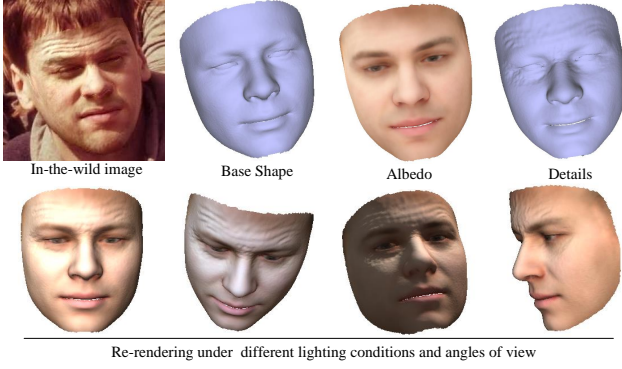 In-the-wild image
Base Shape
Albedo
Details
Re-rendering under different lighting conditions and angles of view